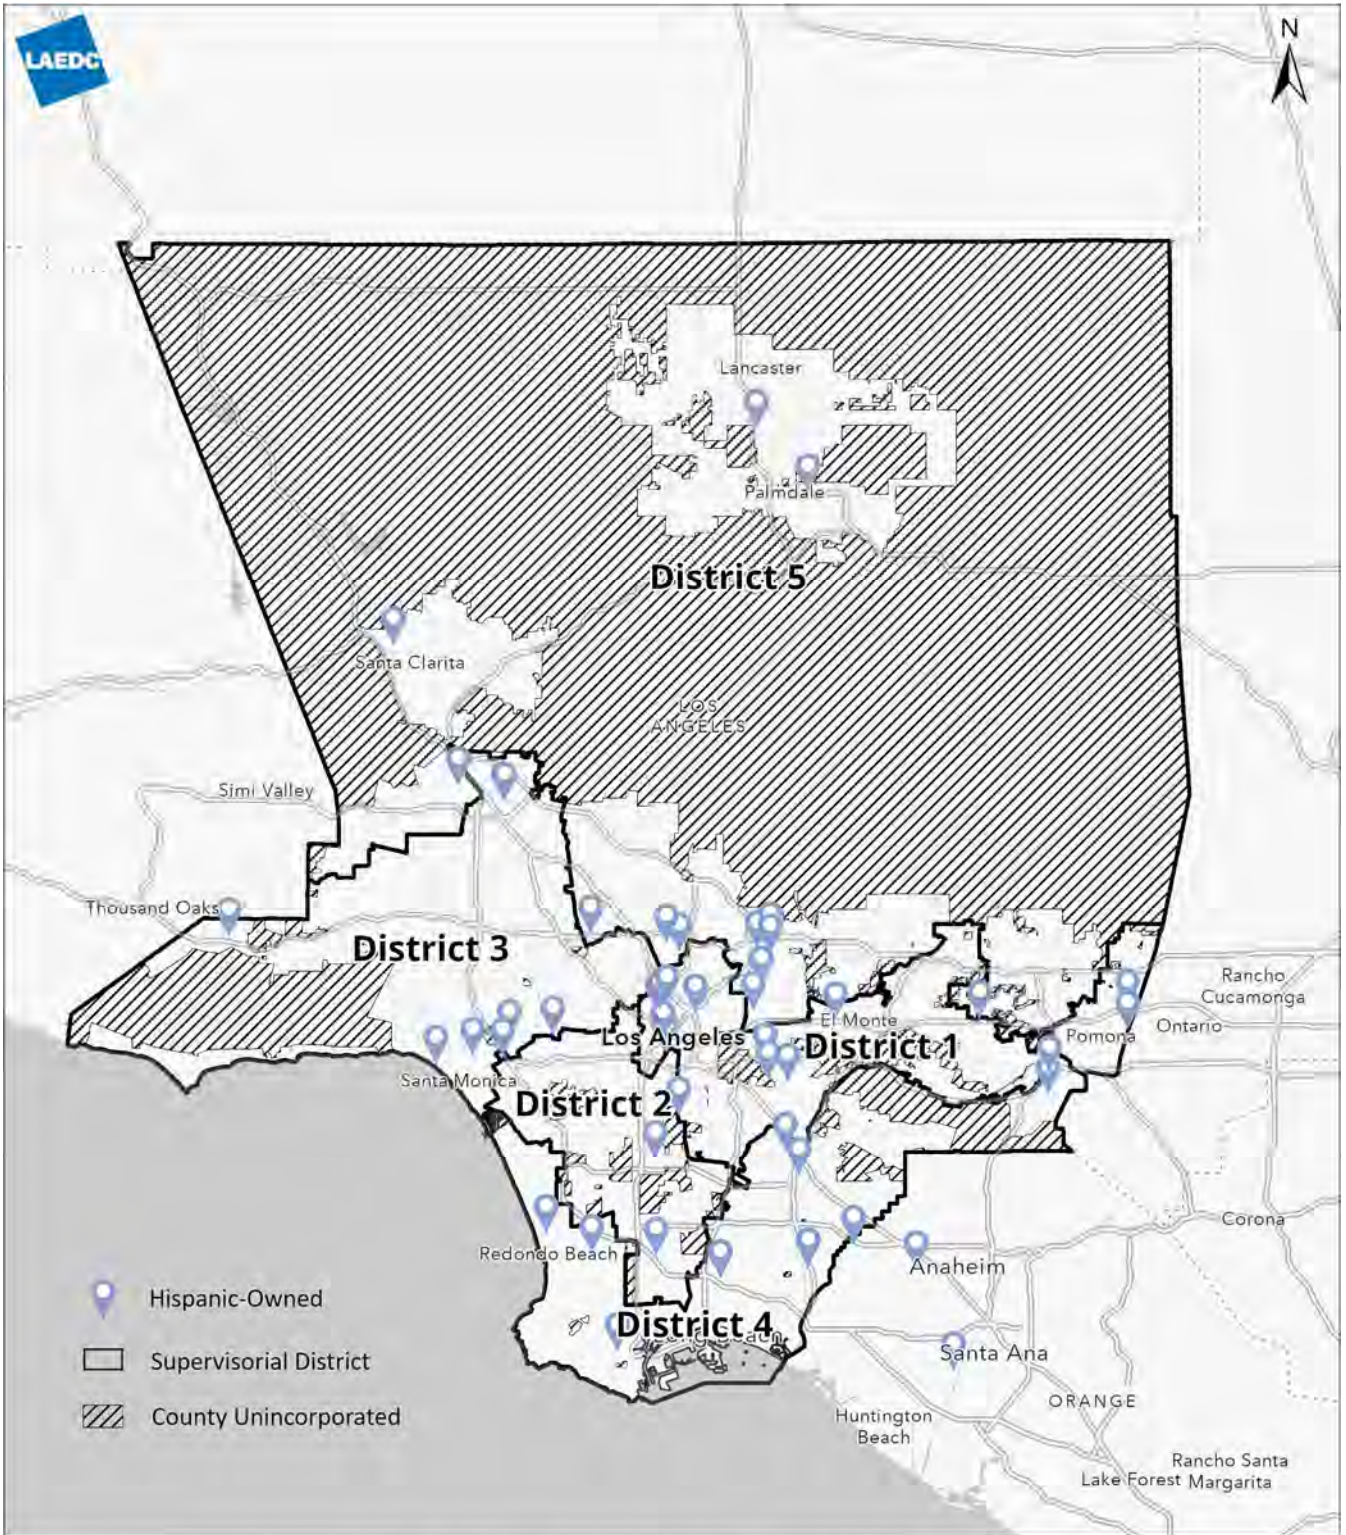 LAEDC
N
Lancaster
Palmdale
District 5
Santa Clarita
LOS
ANGELES
Simi Valley
Thousand Oaks
District 3
Rancho
Cucamonga
El Monte
Ontario
Pomona
Los Angeles
District 1
Santa Monica
District 2
Corona
Redondo Beach
Anaheim
Hispanic-Owned
District 4
Long Beach
Santa Ana
Supervisorial District
ORANGE
County Unincorporated
Huntington
Beach
Rancho Santa
Lake Forest Margarita